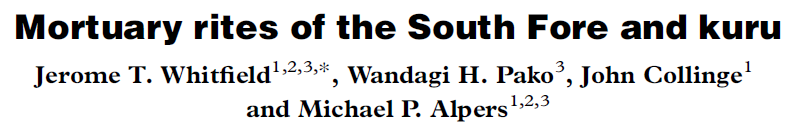 Mortuary rites of the South Fore and kuru
Jerome T. Whitfield1,2,3,*, Wandagi H. Pako3, John Collinge1
and Michael P. Alpers1,2,3